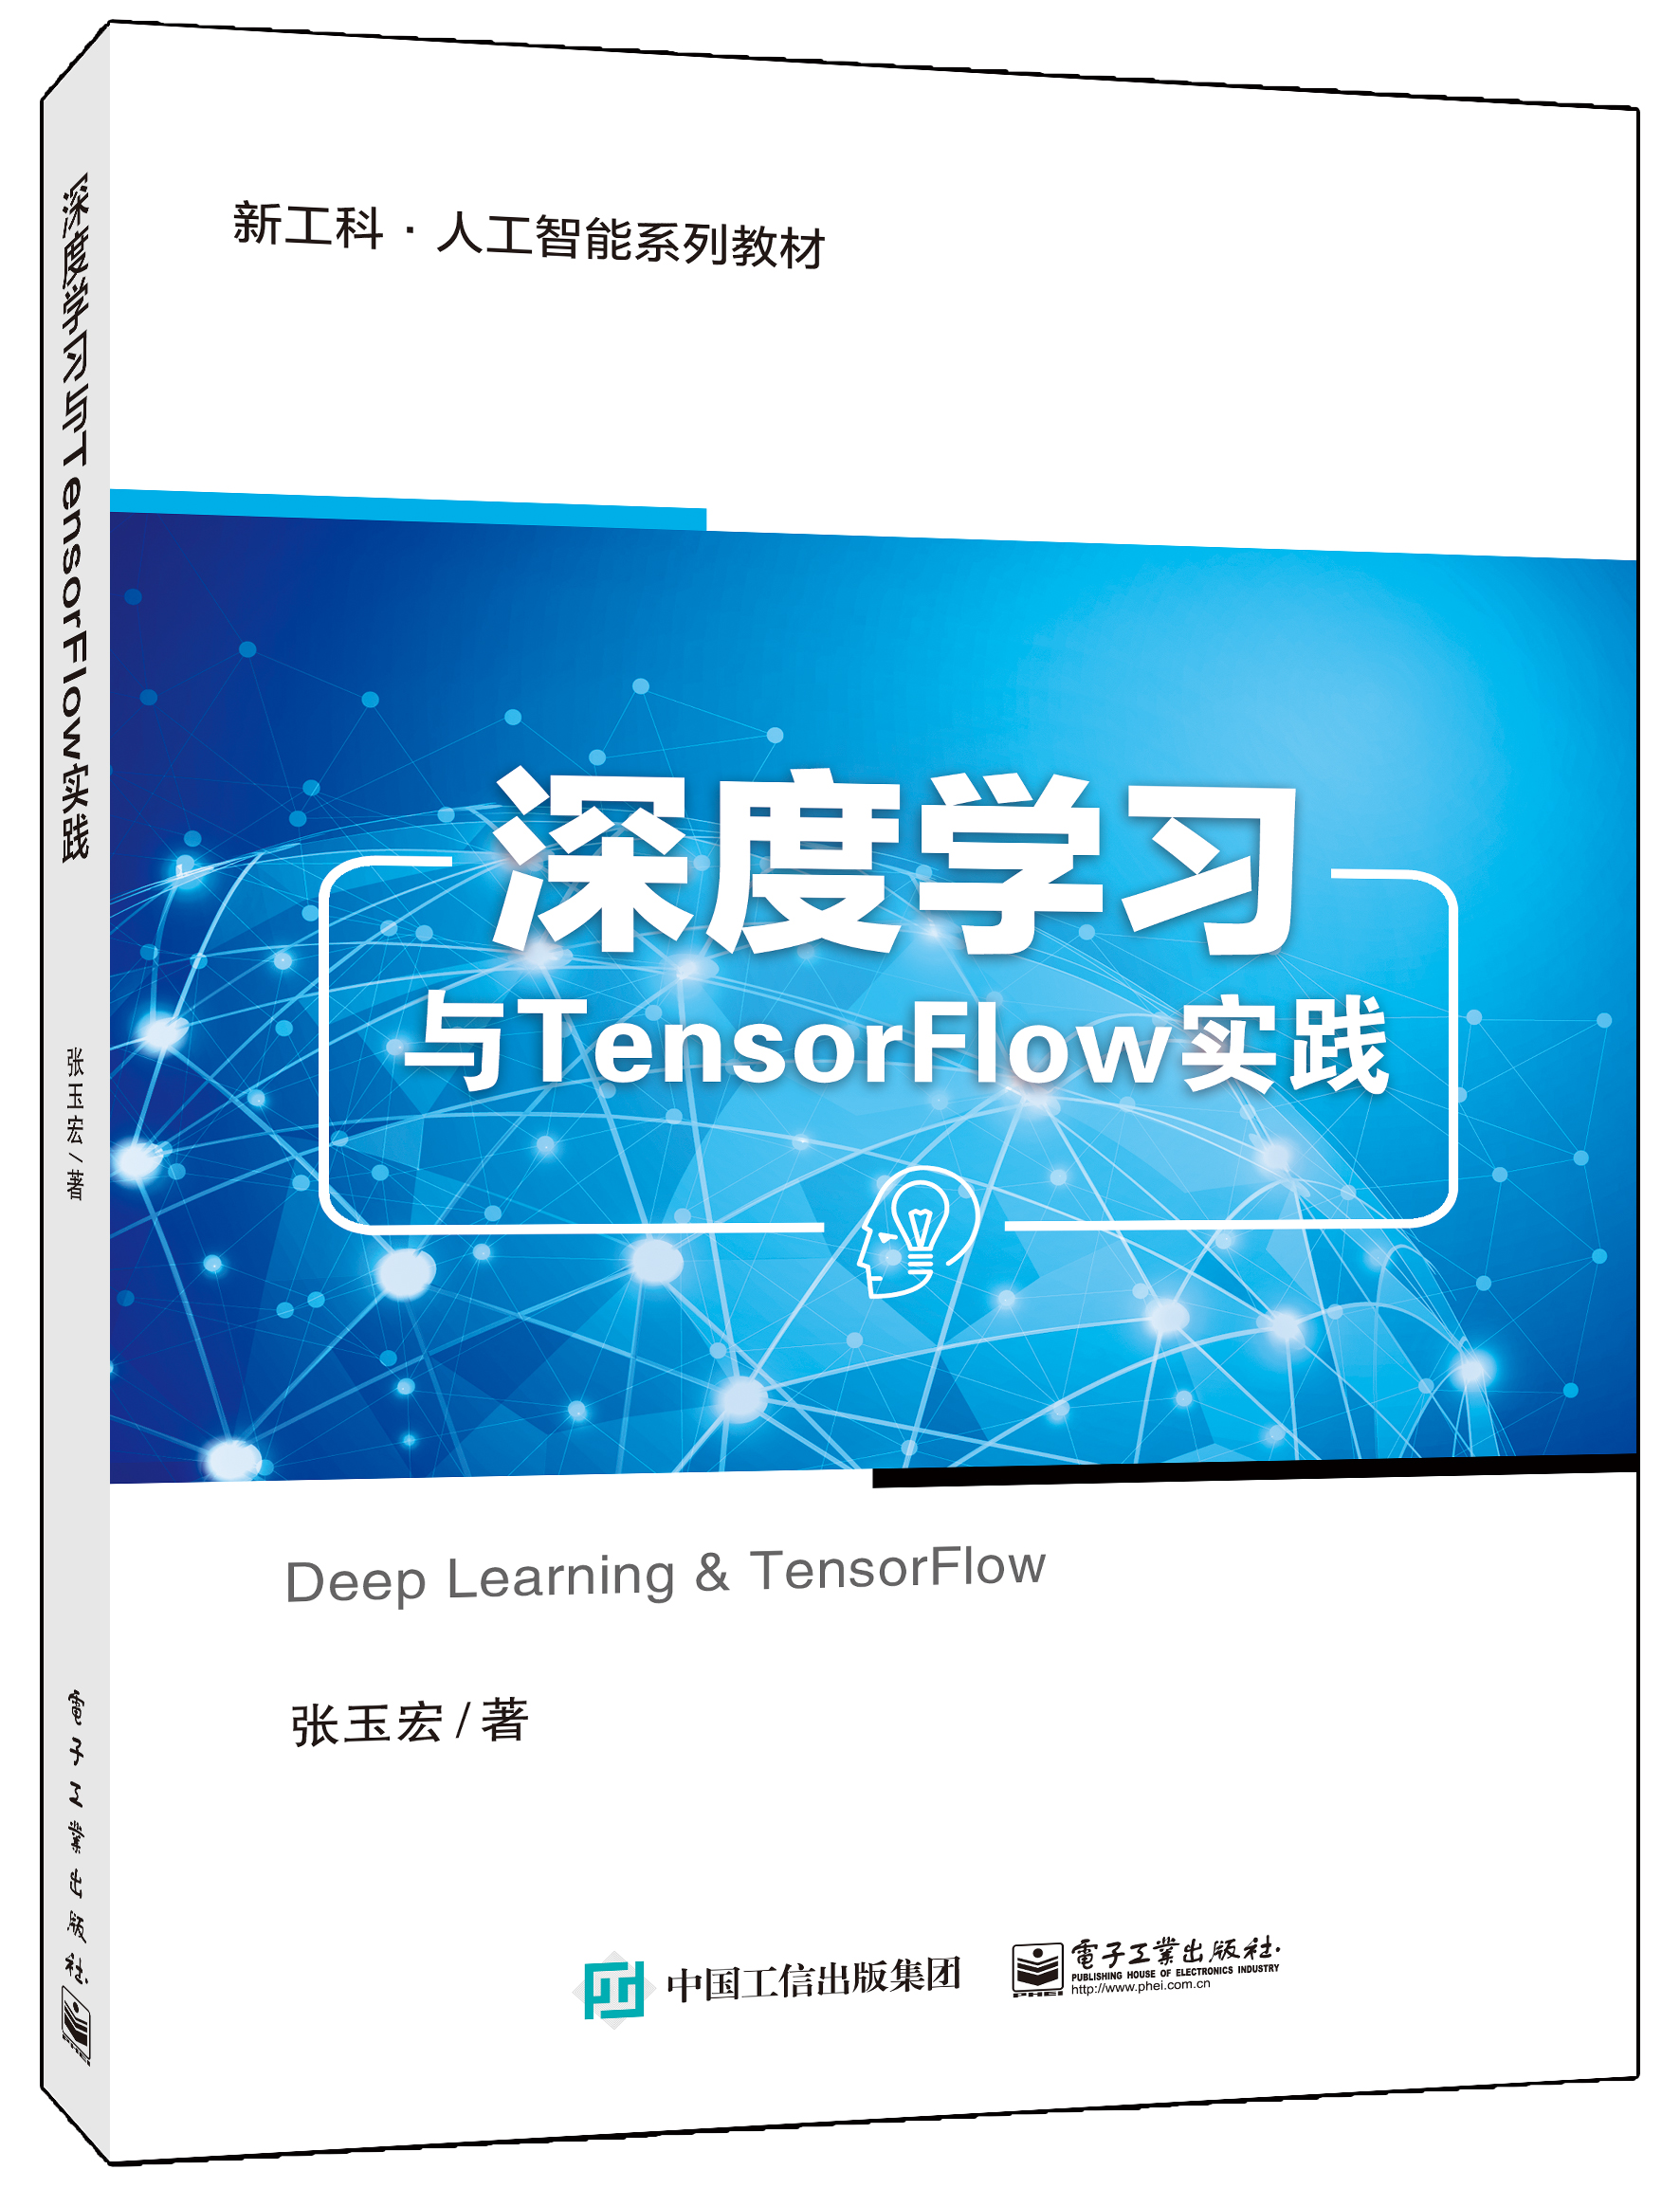 新工科·人工智能系列教材
深度学习
与TensorFlow实践
Deep Learning & TensorFlow
张玉宏/著
中国工信出版集团
電子工業出版社.
PUBLISHING HOUSE OF ELECTRONICS INDUSTRY
http://www.phei.com.cn
PHEI
深度学习与TensorFlow实践
张玉宏/著
電子工業出版社.
PHEI